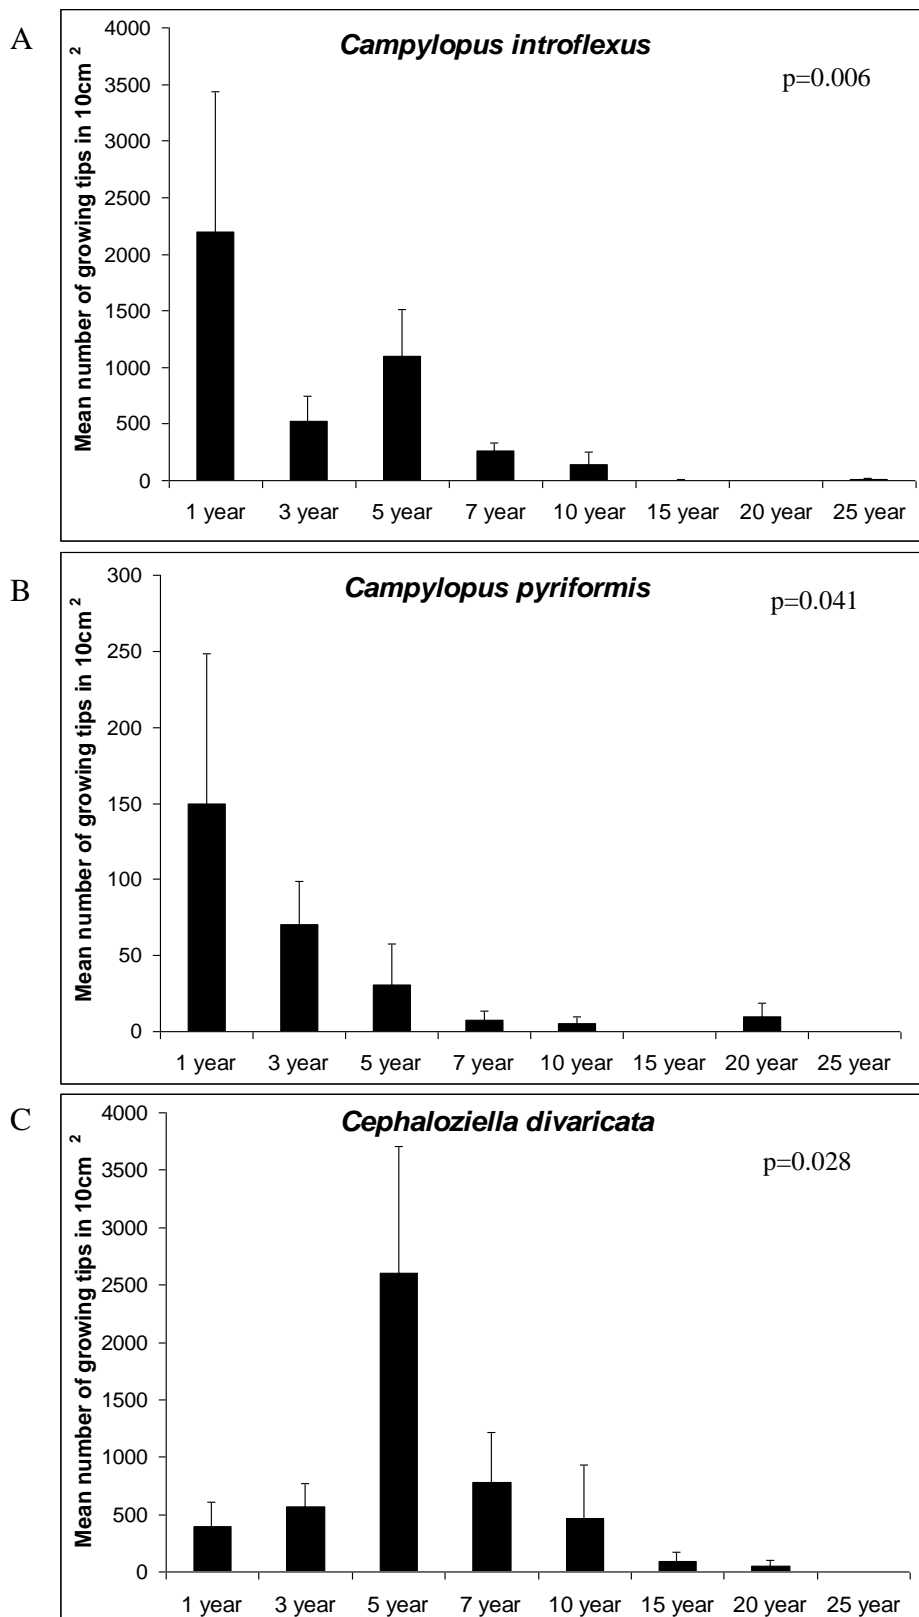 A
Campylopus introflexus
p=0.006
Mean number of growing tips in 10cm ²
4000
3500
3000
2500
2000
1500
1000
500
0
1 year 3 year 5 year 7 year 10 year 15 year 20 year 25 year
B
Campylopus pyriformis
p=0.041
Mean number of growing tips in 10cm ²
300
250
200
150
100
50
0
1 year 3 year 5 year 7 year 10 year 15 year 20 year 25 year
C
Cephaloziella divaricata
p=0.028
Mean number of growing tips in 10cm ²
4000
3500
3000
2500
2000
1500
1000
500
0
1 year 3 year 5 year 7 year 10 year 15 year 20 year 25 year